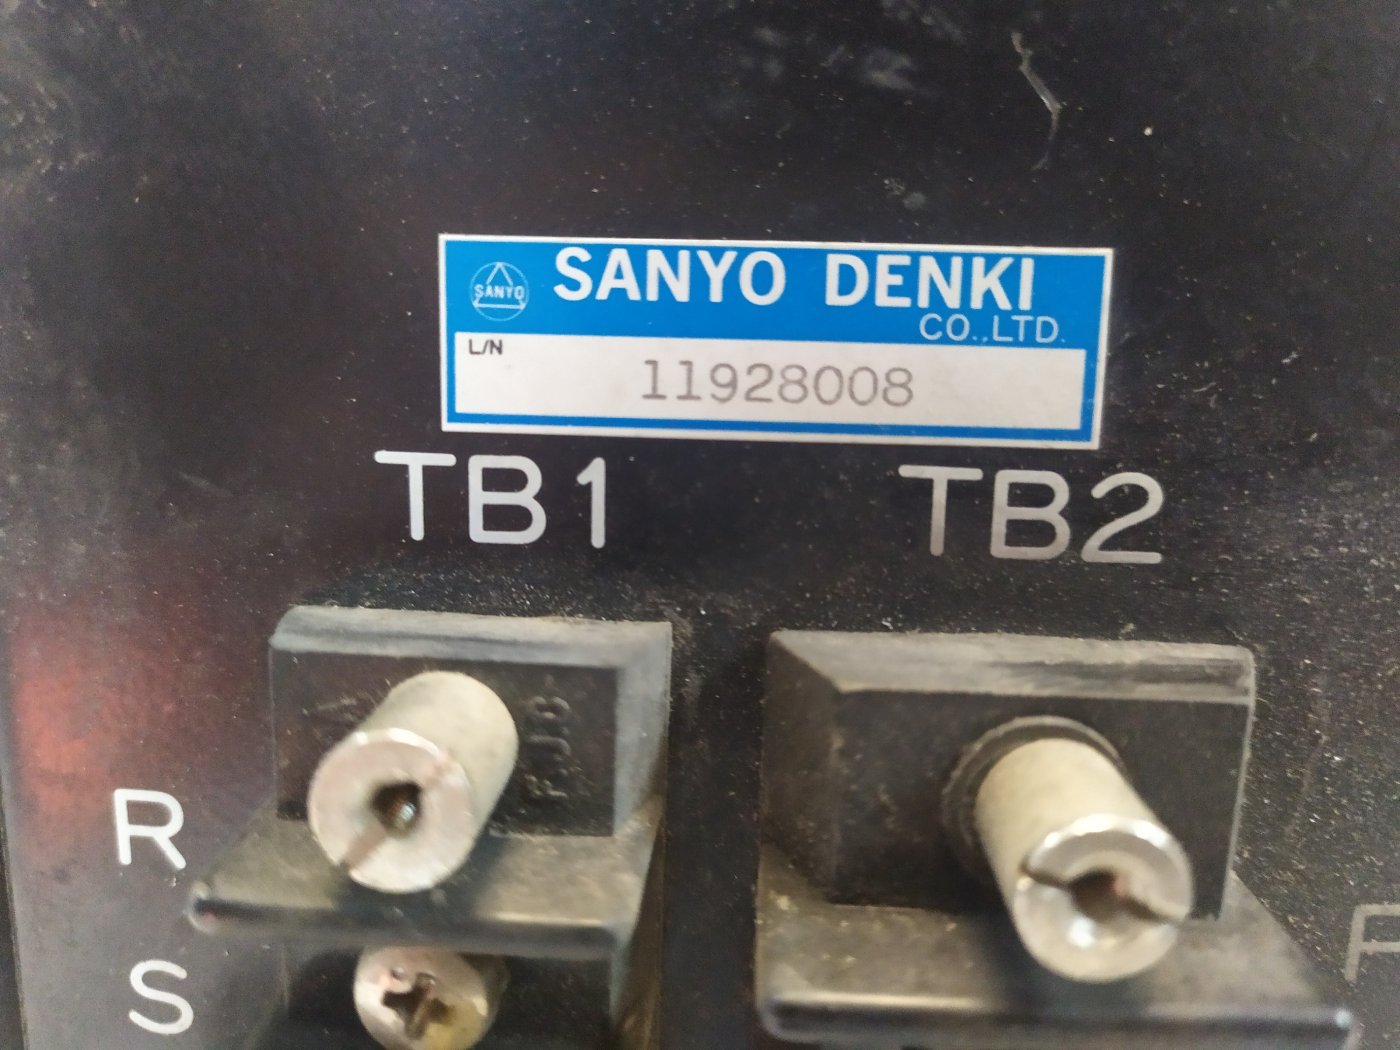 SANYO
SANYO DENKI
CO.,LTD.
L/N
11928008
TB1
TB2
R
S